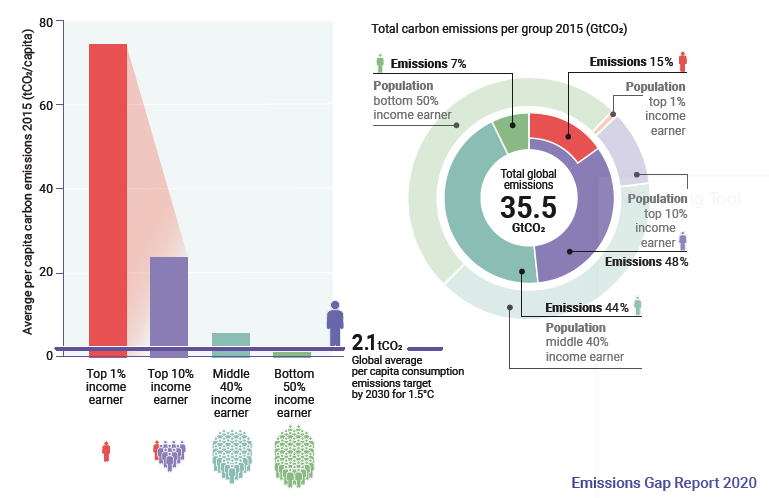 Average per capita carbon emissions 2015 (tCO₂/capita)
80
60
40
20
0
Top 1%
income
earner
Top 10%
income
earner
Middle
40%
income
earner
Bottom
50%
income
earner
2.1tCO₂
Global average
per capita consumption
emissions target
by 2030 for 1.5°C
Total carbon emissions per group 2015 (GtCO₂)
Emissions 7%
Population
bottom 50%
income earner
Emissions 15%
Population
top 1%
income
earner
Total global
emissions
35.5
GtCO₂
Population
top 10%
income
earner
Emissions 48%
Emissions 44%
Population
middle 40%
income earner
Emissions Gap Report 2020